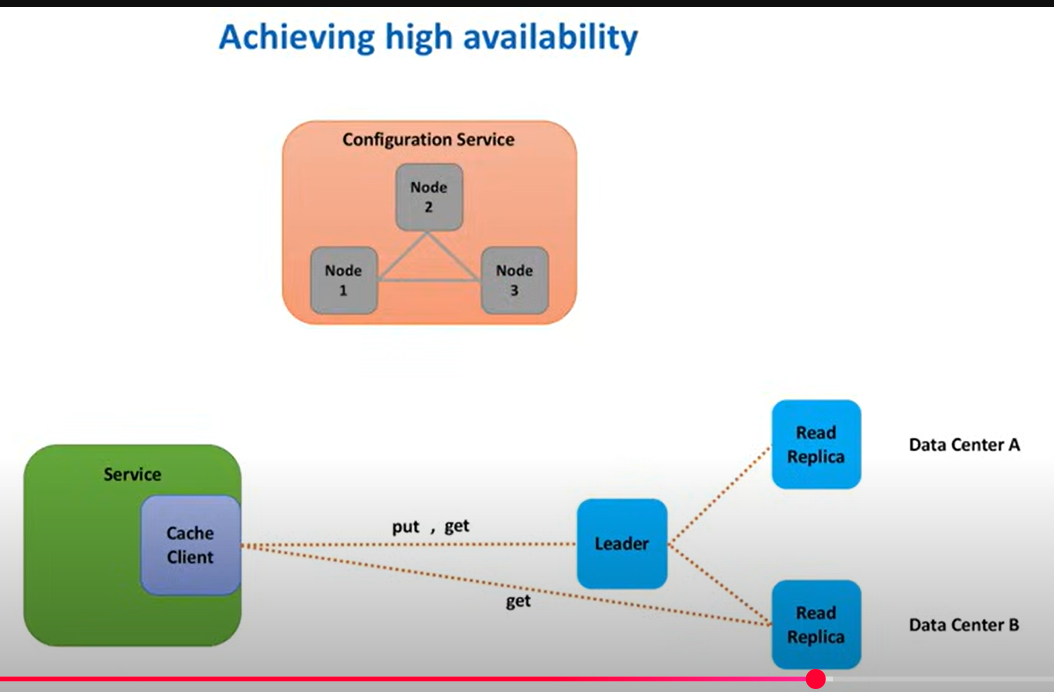 Achieving high availability
Configuration Service
Node
2
Node
1
Node
3
Service
Cache
Client
put , get
get
Leader
Read
Replica
Data Center A
Read
Replica
Data Center B